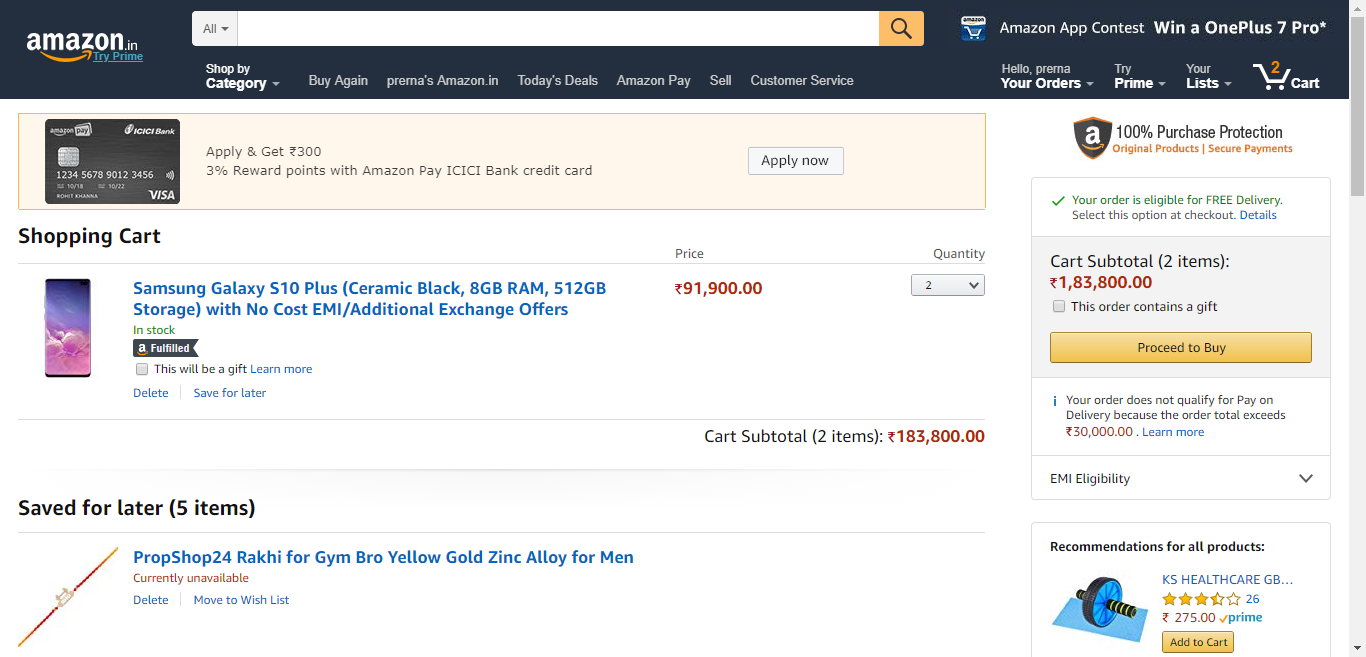 amazon.in
Try Prime
All
amazon
Amazon App Contest Win a OnePlus 7 Pro*
Shop by
Category
Buy Again
prerna's Amazon.in
Today's Deals
Amazon Pay
Sell
Customer Service
Hello, prerna
Your Orders
Try
Prime
Your
Lists
2
Cart
amazon pay
ICICI Bank
1234 5678 9012 3456
10/18 10/22
ROHIT KHANNA
VISA
Apply & Get ₹300
3% Reward points with Amazon Pay ICICI Bank credit card
Apply now
a 100% Purchase Protection
Original Products | Secure Payments
Shopping Cart
Price
Quantity
Samsung Galaxy S10 Plus (Ceramic Black, 8GB RAM, 512GB
Storage) with No Cost EMI/Additional Exchange Offers
₹91,900.00
2
In stock
a Fulfilled
This will be a gift Learn more
Delete
Save for later
Cart Subtotal (2 items): ₹183,800.00
Your order is eligible for FREE Delivery.
Select this option at checkout. Details
Cart Subtotal (2 items):
₹1,83,800.00
This order contains a gift
Proceed to Buy
i Your order does not qualify for Pay on
Delivery because the order total exceeds
₹30,000.00 . Learn more
EMI Eligibility
Saved for later (5 items)
PropShop24 Rakhi for Gym Bro Yellow Gold Zinc Alloy for Men
Currently unavailable
Delete
Move to Wish List
Recommendations for all products:
KS HEALTHCARE GB...
26
₹ 275.00 prime
Add to Cart